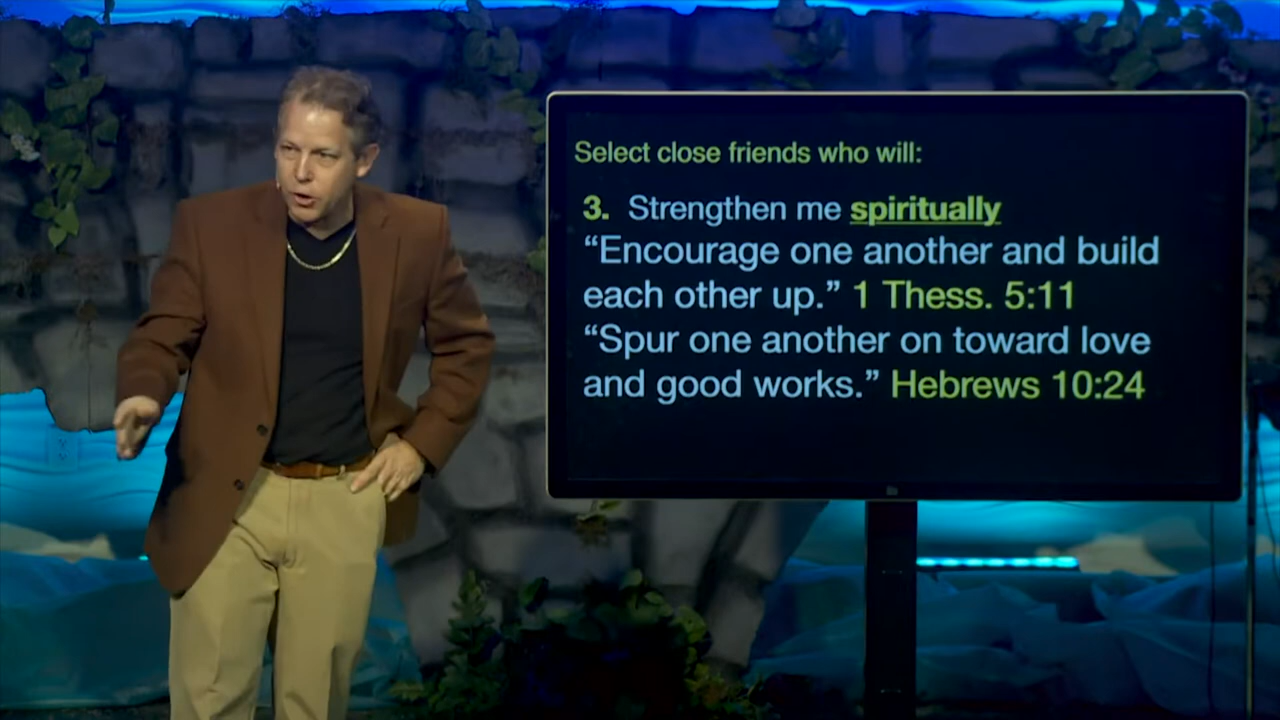 Select close friends who will:
3. Strengthen me spiritually
“Encourage one another and build
each other up.” 1 Thess. 5:11
“Spur one another on toward love
and good works.” Hebrews 10:24